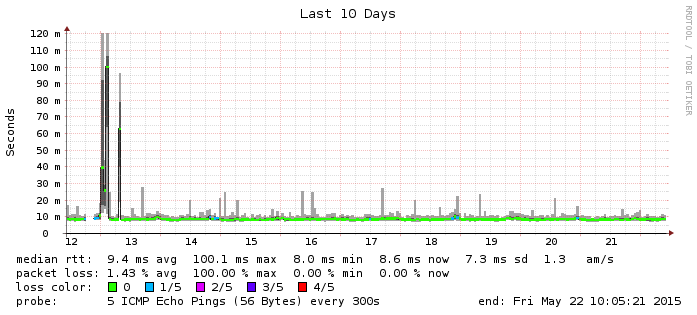 Last 10 Days
RRDTOOL / TOBI OETIKER
Seconds
120 m
110 m
100 m
90 m
80 m
70 m
60 m
50 m
40 m
30 m
20 m
10 m
0
12 13 14 15 16 17 18 19 20 21
median rtt: 9.4 ms avg 100.1 ms max 8.0 ms min 8.6 ms now 7.3 ms sd 1.3 am/s
packet loss: 1.43 % avg 100.00 % max 0.00 % min 0.00 % now
loss color: 0 1/5 2/5 3/5 4/5
probe: 5 ICMP Echo Pings (56 Bytes) every 300s end: Fri May 22 10:05:21 2015